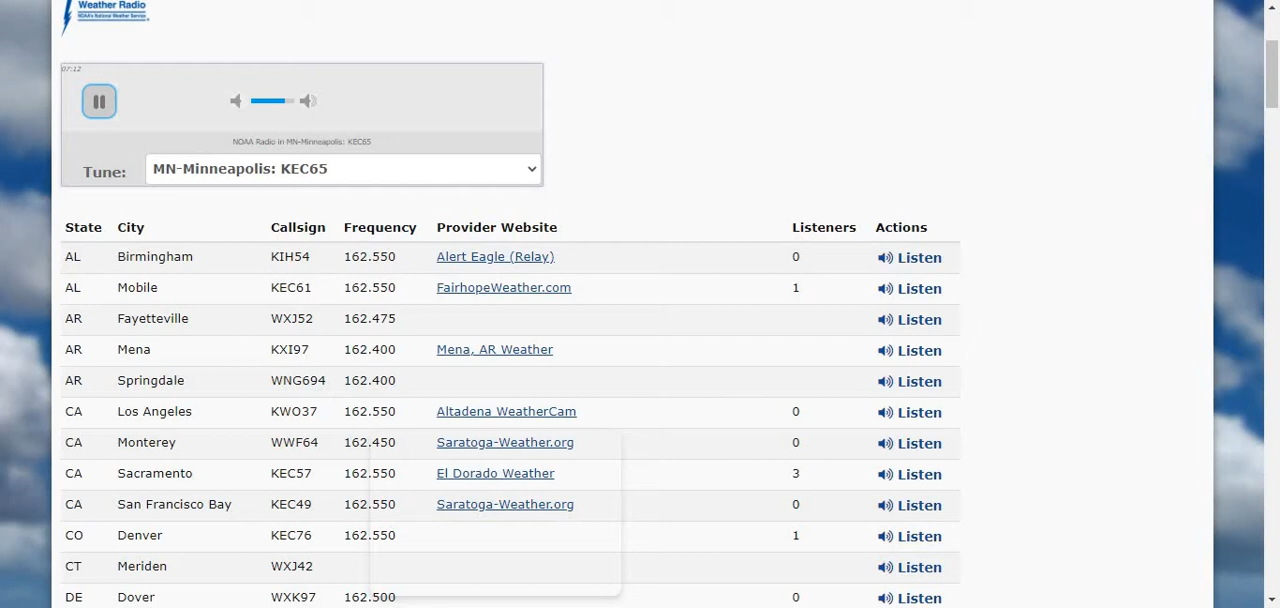 Weather Radio
NOAA's National Weather Service
07:12
NOAA Radio in MN-Minneapolis: KEC65
Tune: MN-Minneapolis: KEC65
State City Callsign Frequency Provider Website Listeners Actions
AL Birmingham KIH54 162.550 Alert Eagle (Relay) 0 Listen
AL Mobile KEC61 162.550 FairhopeWeather.com 1 Listen
AR Fayetteville WXJ52 162.475 Listen
AR Mena KXI97 162.400 Mena, AR Weather Listen
AR Springdale WNG694 162.400 Listen
CA Los Angeles KWO37 162.550 Altadena WeatherCam 0 Listen
CA Monterey WWF64 162.450 Saratoga-Weather.org 0 Listen
CA Sacramento KEC57 162.550 El Dorado Weather 3 Listen
CA San Francisco Bay KEC49 162.550 Saratoga-Weather.org 0 Listen
CO Denver KEC76 162.550 1 Listen
CT Meriden WXJ42 Listen
DE Dover WXK97 162.500 0 Listen